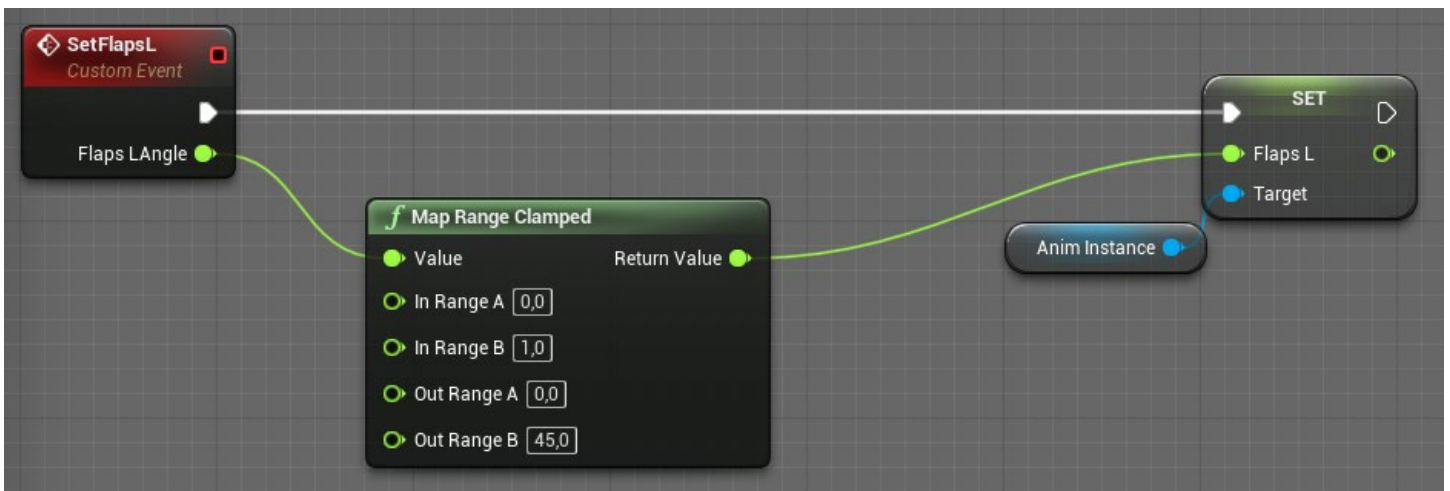 SetFlapsL
Custom Event
Flaps LAngle
f Map Range Clamped
Value Return Value
In Range A 0,0
In Range B 1,0
Out Range A 0,0
Out Range B 45,0
Anim Instance
SET
Flaps L
Target